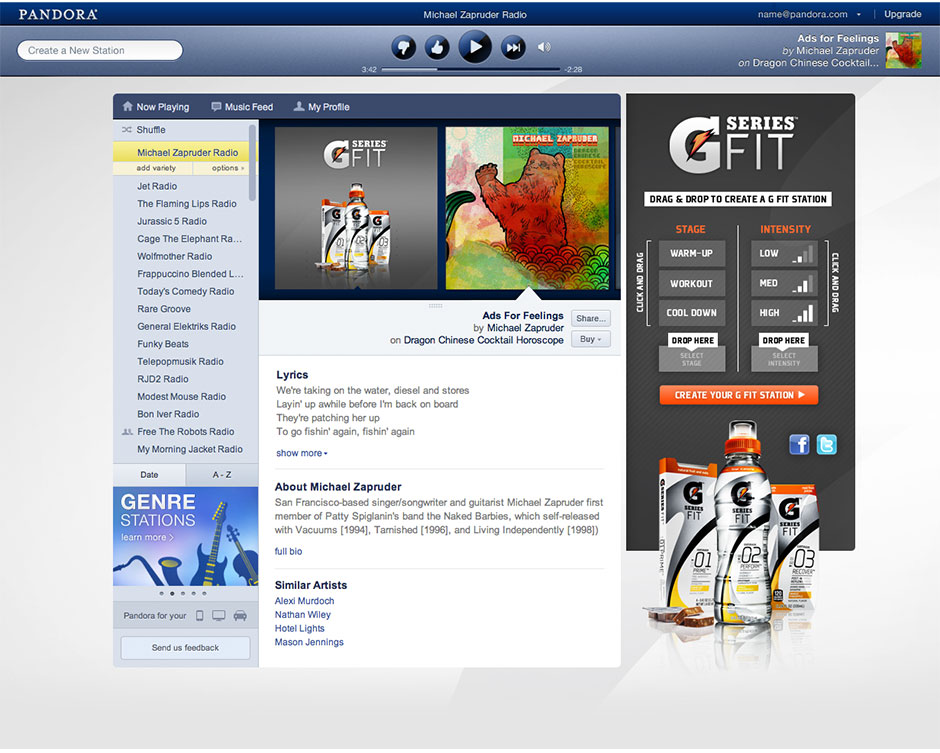 PANDORA
Michael Zapruder Radio
name@pandora.com
Upgrade
Create a New Station
3:42
-2:28
Ads for Feelings
by Michael Zapruder
on Dragon Chinese Cocktail...
Now Playing
Music Feed
My Profile
Shuffle
Michael Zapruder Radio
add variety
options
Jet Radio
The Flaming Lips Radio
Jurassic 5 Radio
Cage The Elephant Ra...
Wolfmother Radio
Frappuccino Blended L...
Today's Comedy Radio
Rare Groove
General Elektriks Radio
Funky Beats
Telepopmusik Radio
RJD2 Radio
Modest Mouse Radio
Bon Iver Radio
Free The Robots Radio
My Morning Jacket Radio
Date
A - Z
GENRE
STATIONS
learn more >
Pandora for your
Send us feedback
G SERIES
FIT
01
02
03
MICHAEL ZAPRUDER
DRAGON
CHINESE
COCKTAIL
HOROSCOPE
Ads For Feelings
by Michael Zapruder
on Dragon Chinese Cocktail Horoscope
Share...
Buy
Lyrics
We're taking on the water, diesel and stores
Layin' up awhile before I'm back on board
They're patching her up
To go fishin' again, fishin' again
show more
About Michael Zapruder
San Francisco-based singer/songwriter and guitarist Michael Zapruder first
member of Patty Spiglanin's band the Naked Barbies, which self-released
with Vacuums [1994], Tarnished [1996], and Living Independently [1998])
full bio
Similar Artists
Alexi Murdoch
Nathan Wiley
Hotel Lights
Mason Jennings
G SERIES™
FIT
DRAG & DROP TO CREATE A G FIT STATION
STAGE
INTENSITY
CLICK AND DRAG
WARM-UP
LOW
WORKOUT
MED
COOL DOWN
HIGH
CLICK AND DRAG
DROP HERE
DROP HERE
SELECT
STAGE
SELECT
INTENSITY
CREATE YOUR G FIT STATION
G SERIES FIT
01
PRIME
G
SERIES
FIT
02
PERFORM
G
SERIES
FIT
03
RECOVER